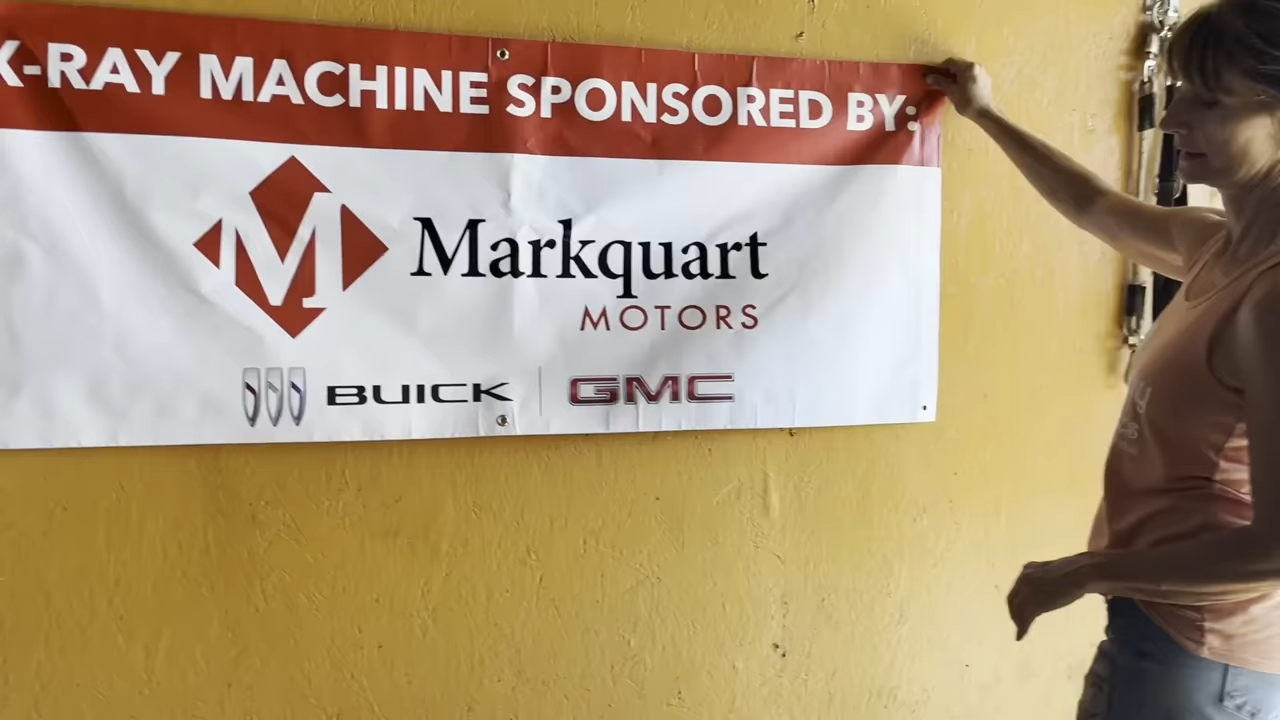 X-RAY MACHINE SPONSORED BY:
M
Markquart
MOTORS
BUICK | GMC